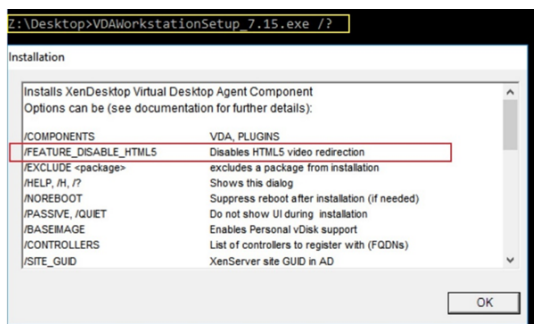 Z:\Desktop>VDAWorkstationSetup_7.15.exe /?
Installation
Installs XenDesktop Virtual Desktop Agent Component
Options can be (see documentation for further details):
/COMPONENTS VDA, PLUGINS
/FEATURE_DISABLE_HTML5 Disables HTML5 video redirection
/EXCLUDE <package> excludes a package from installation
/HELP, /H, /? Shows this dialog
/NOREBOOT Suppress reboot after installation (if needed)
/PASSIVE, /QUIET Do not show UI during installation
/BASEIMAGE Enables Personal vDisk support
/CONTROLLERS List of controllers to register with (FQDNs)
/SITE_GUID XenServer site GUID in AD
OK